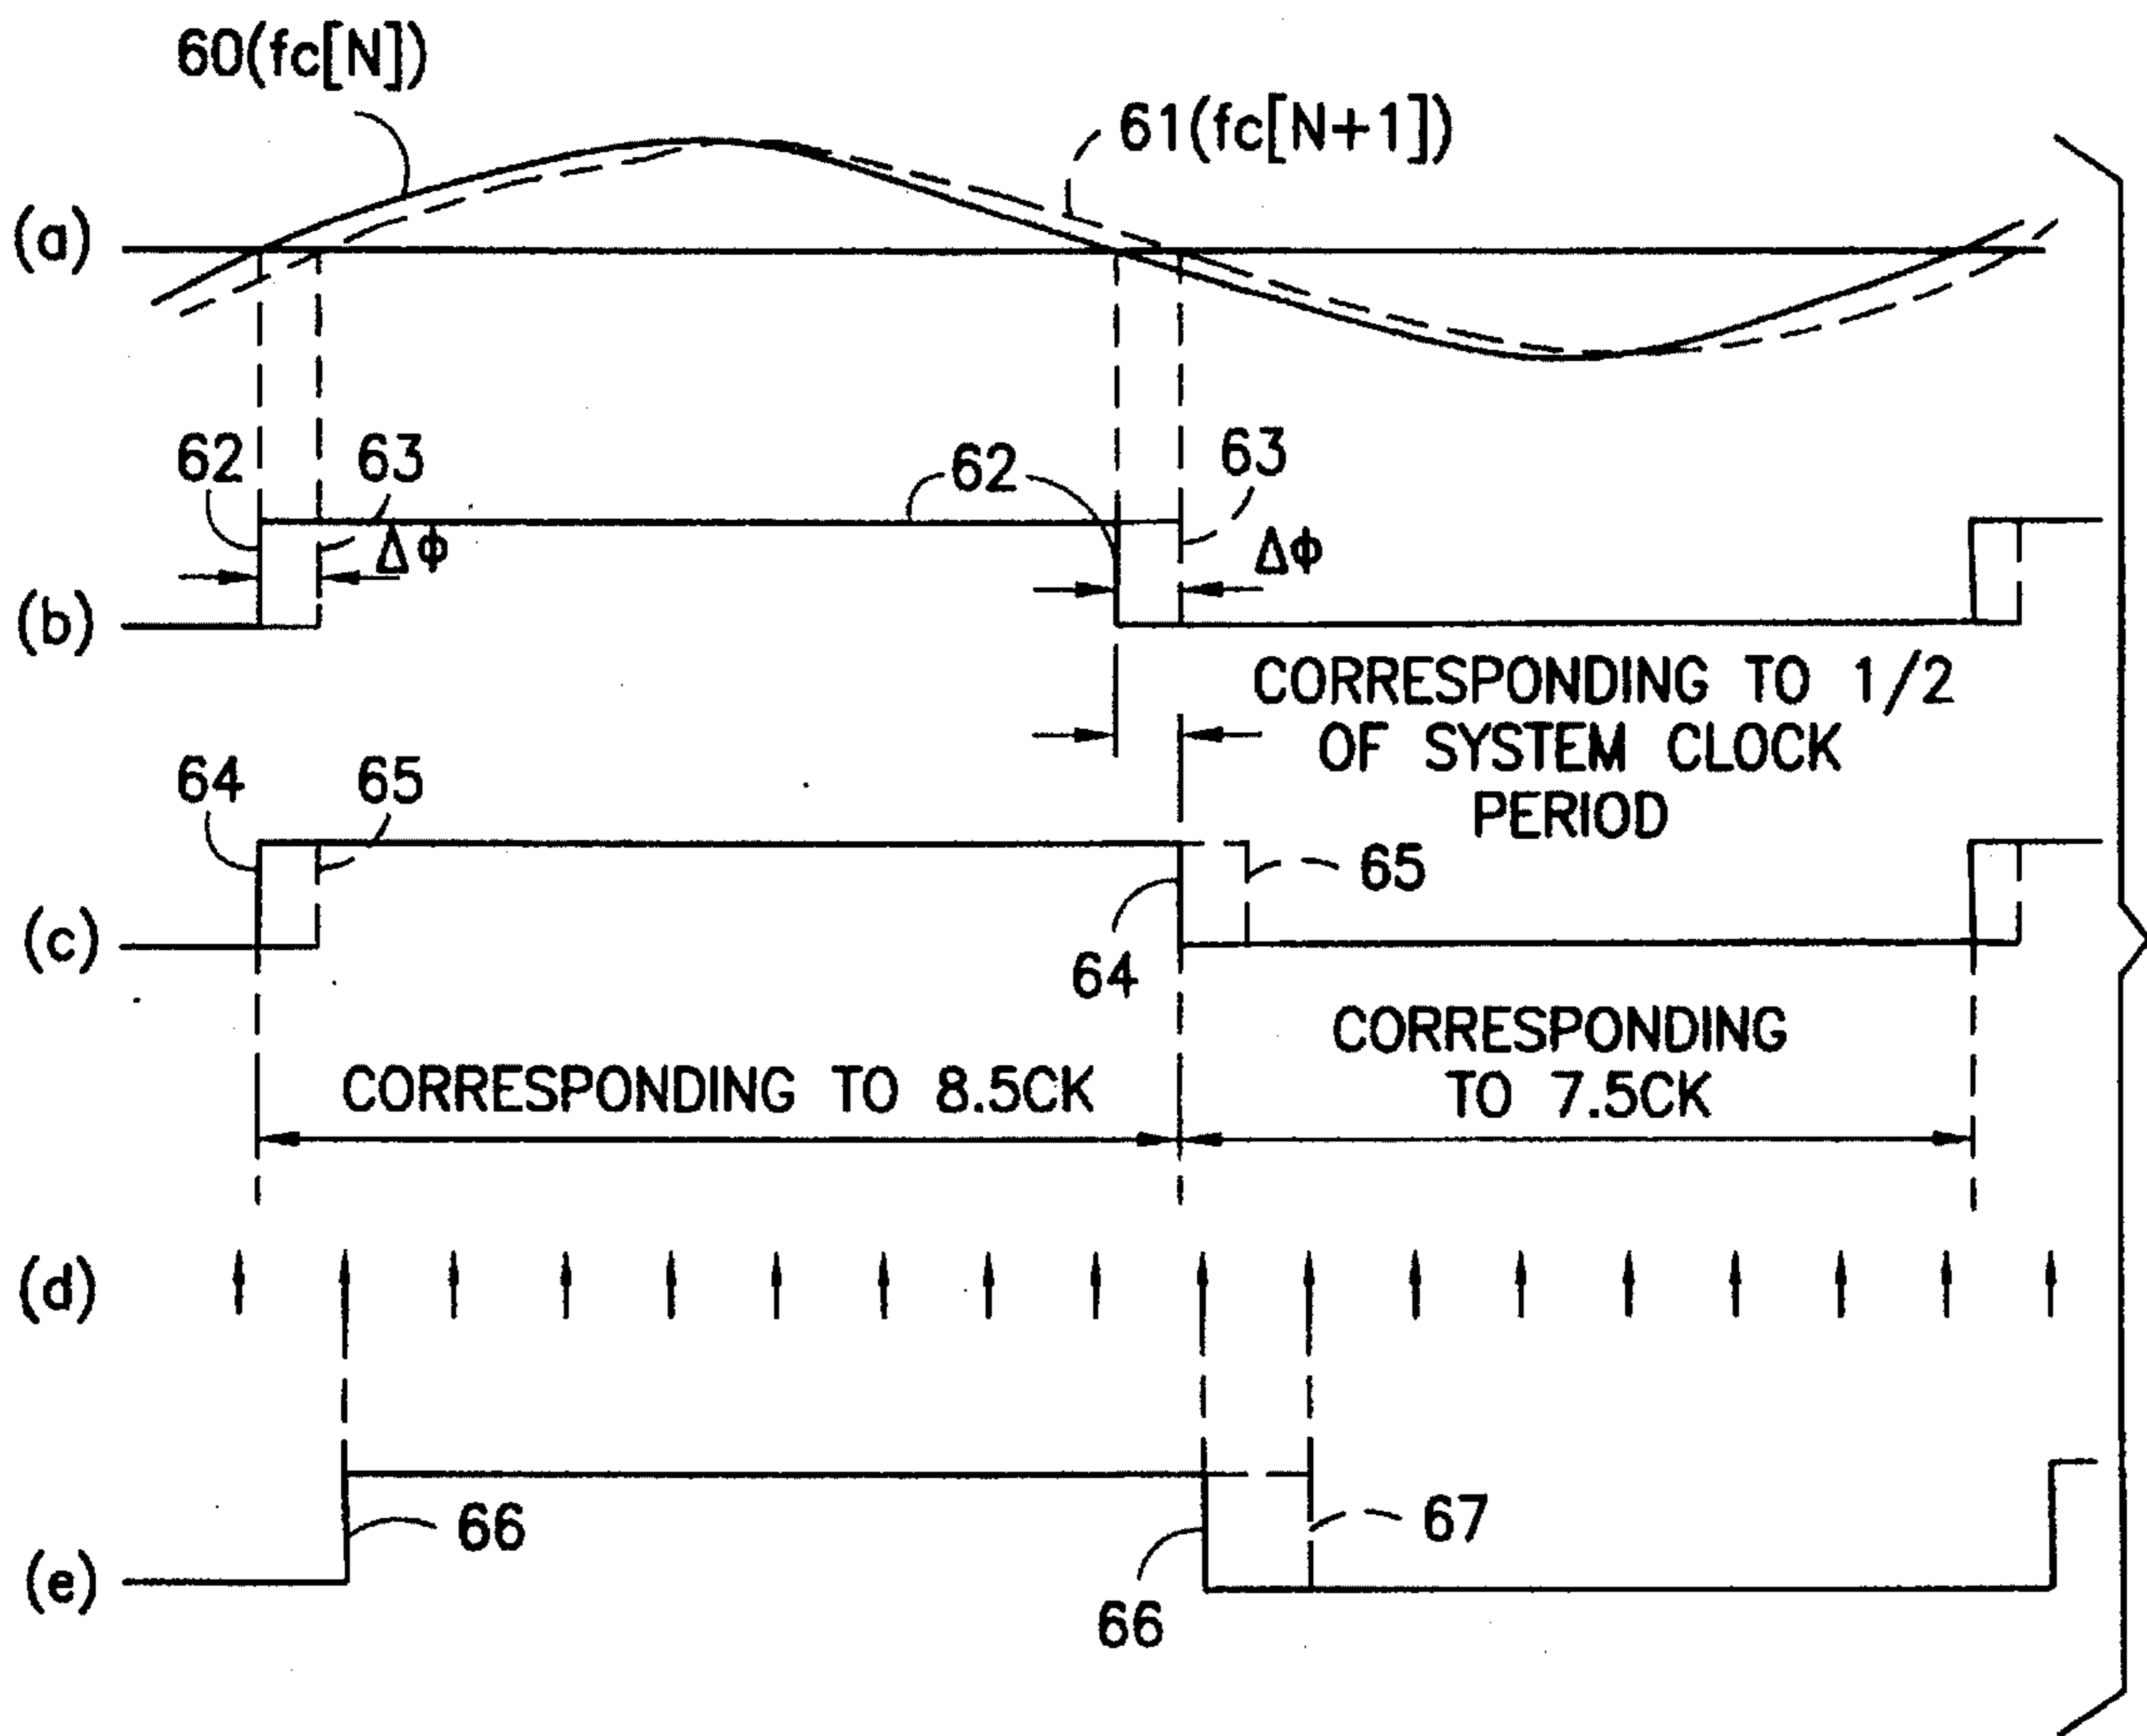 60(fc[N])
61(fc[N+1])
(a)
62
63
62
63
Δϕ
Δϕ
(b)
CORRESPONDING TO 1/2
OF SYSTEM CLOCK
PERIOD
64
65
65
(c)
64
CORRESPONDING TO 8.5CK
CORRESPONDING
TO 7.5CK
(d)
66
67
(e)
66